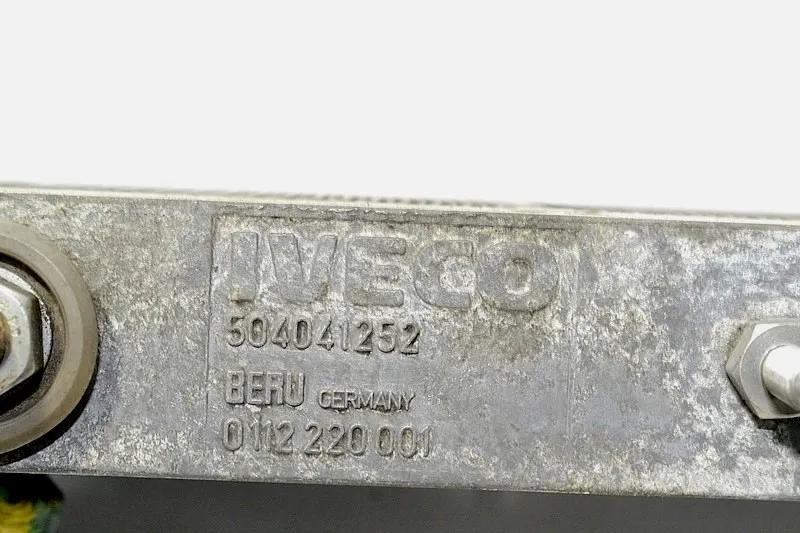 IVECO
504041252
BERU GERMANY
0 112 220 001